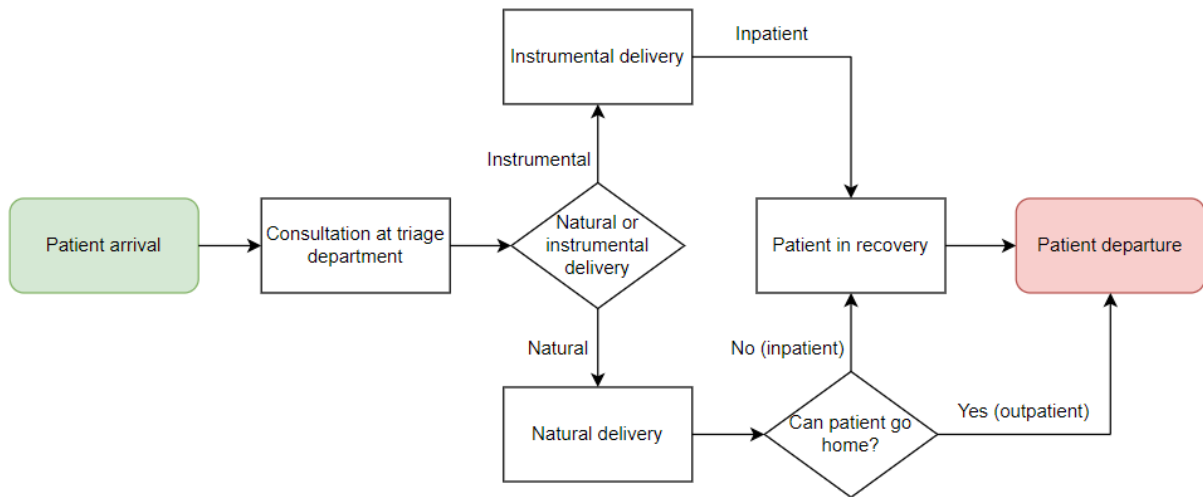 Instrumental delivery
Inpatient
Instrumental
Patient arrival
Consultation at triage
department
Natural or
instrumental
delivery
Patient in recovery
Patient departure
Natural
No (inpatient)
Natural delivery
Can patient go
home?
Yes (outpatient)